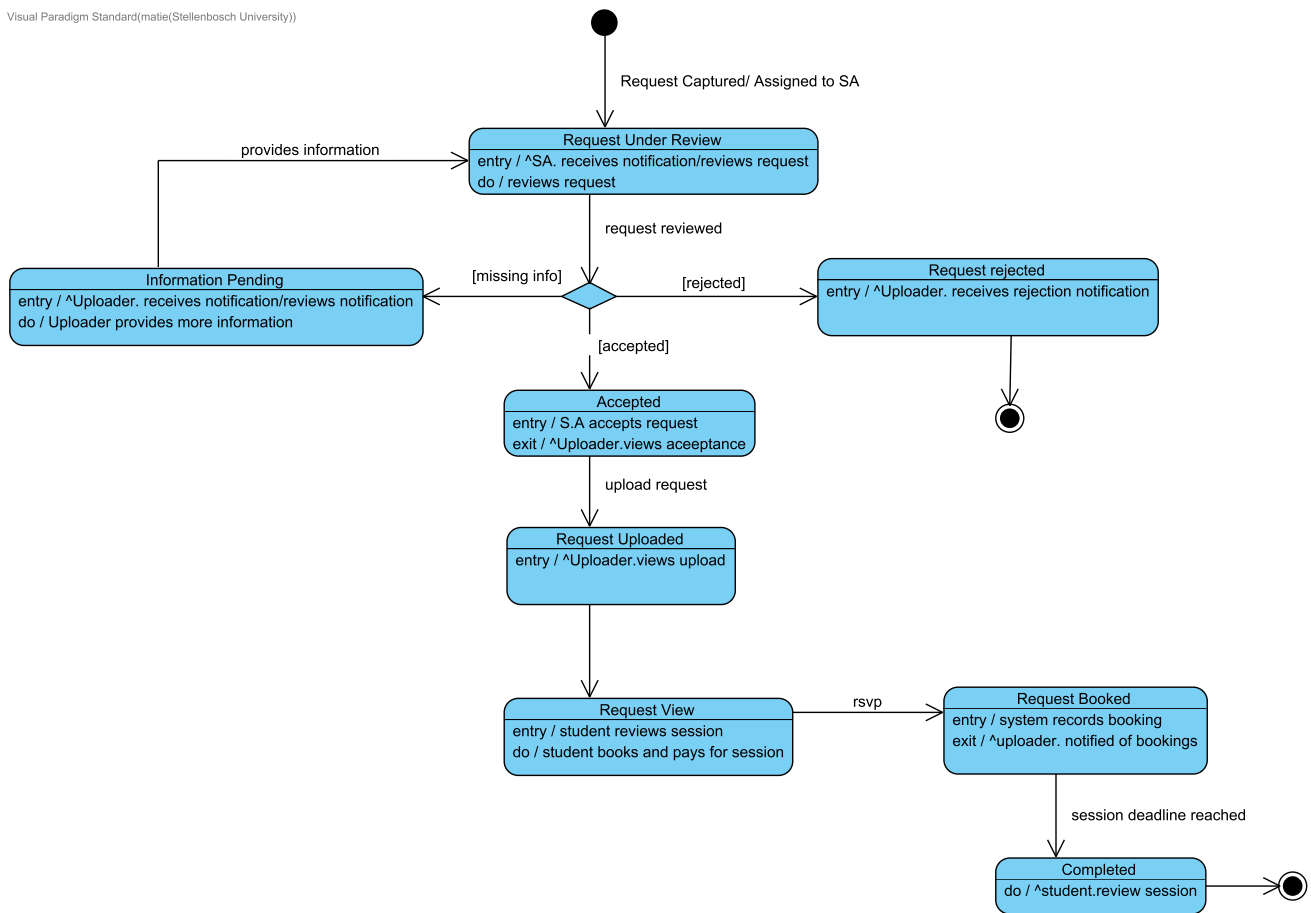 Visual Paradigm Standard(matie(Stellenbosch University))
Request Captured/ Assigned to SA
Request Under Review
entry / ^SA. receives notification/reviews request
do / reviews request
provides information
request reviewed
Information Pending
entry / ^Uploader. receives notification/reviews notification
do / Uploader provides more information
[missing info]
[rejected]
Request rejected
entry / ^Uploader. receives rejection notification
[accepted]
Accepted
entry / S.A accepts request
exit / ^Uploader.views aceeptance
upload request
Request Uploaded
entry / ^Uploader.views upload
Request View
entry / student reviews session
do / student books and pays for session
rsvp
Request Booked
entry / system records booking
exit / ^uploader. notified of bookings
session deadline reached
Completed
do / ^student.review session